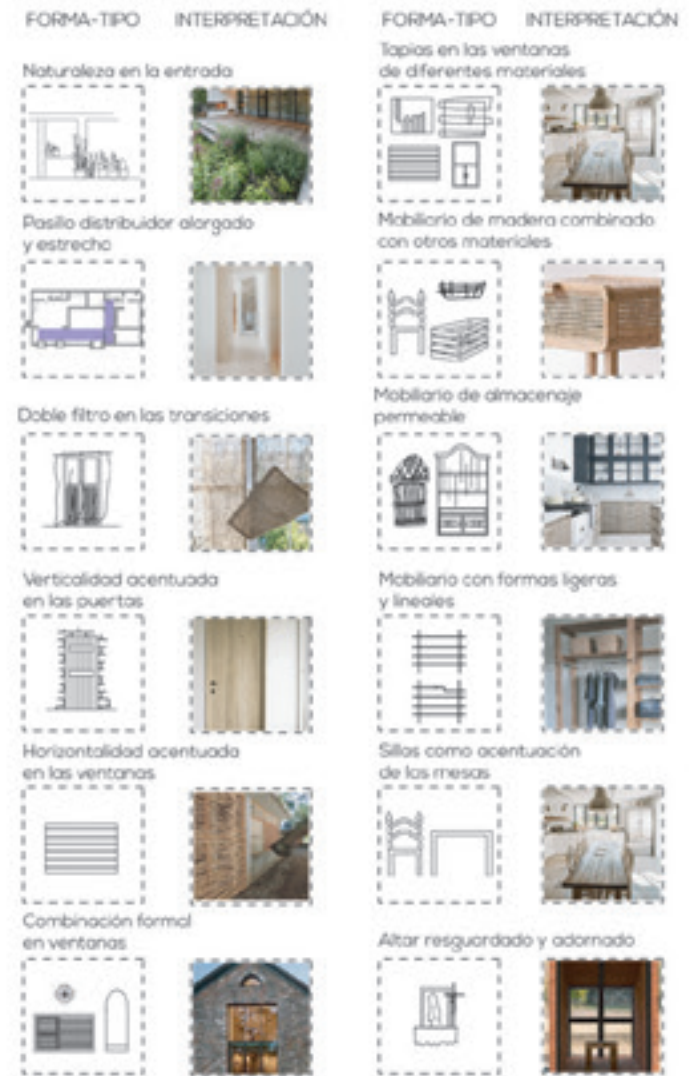 FORMA-TIPO INTERPRETACIÓN
Naturaleza en la entrada
Pasillo distribuidor alargado
y estrecho
Doble filtro en las transiciones
Verticalidad acentuada
en las puertas
Horizontalidad acentuada
en las ventanas
Combinación formal
en ventanas
FORMA-TIPO INTERPRETACIÓN
Tapias en las ventanas
de diferentes materiales
Mobiliario de madera combinado
con otros materiales
Mobiliario de almacenaje
permeable
Mobiliario con formas ligeras
y lineales
Sillas como acentuación
de las mesas
Altar resguardado y adornado